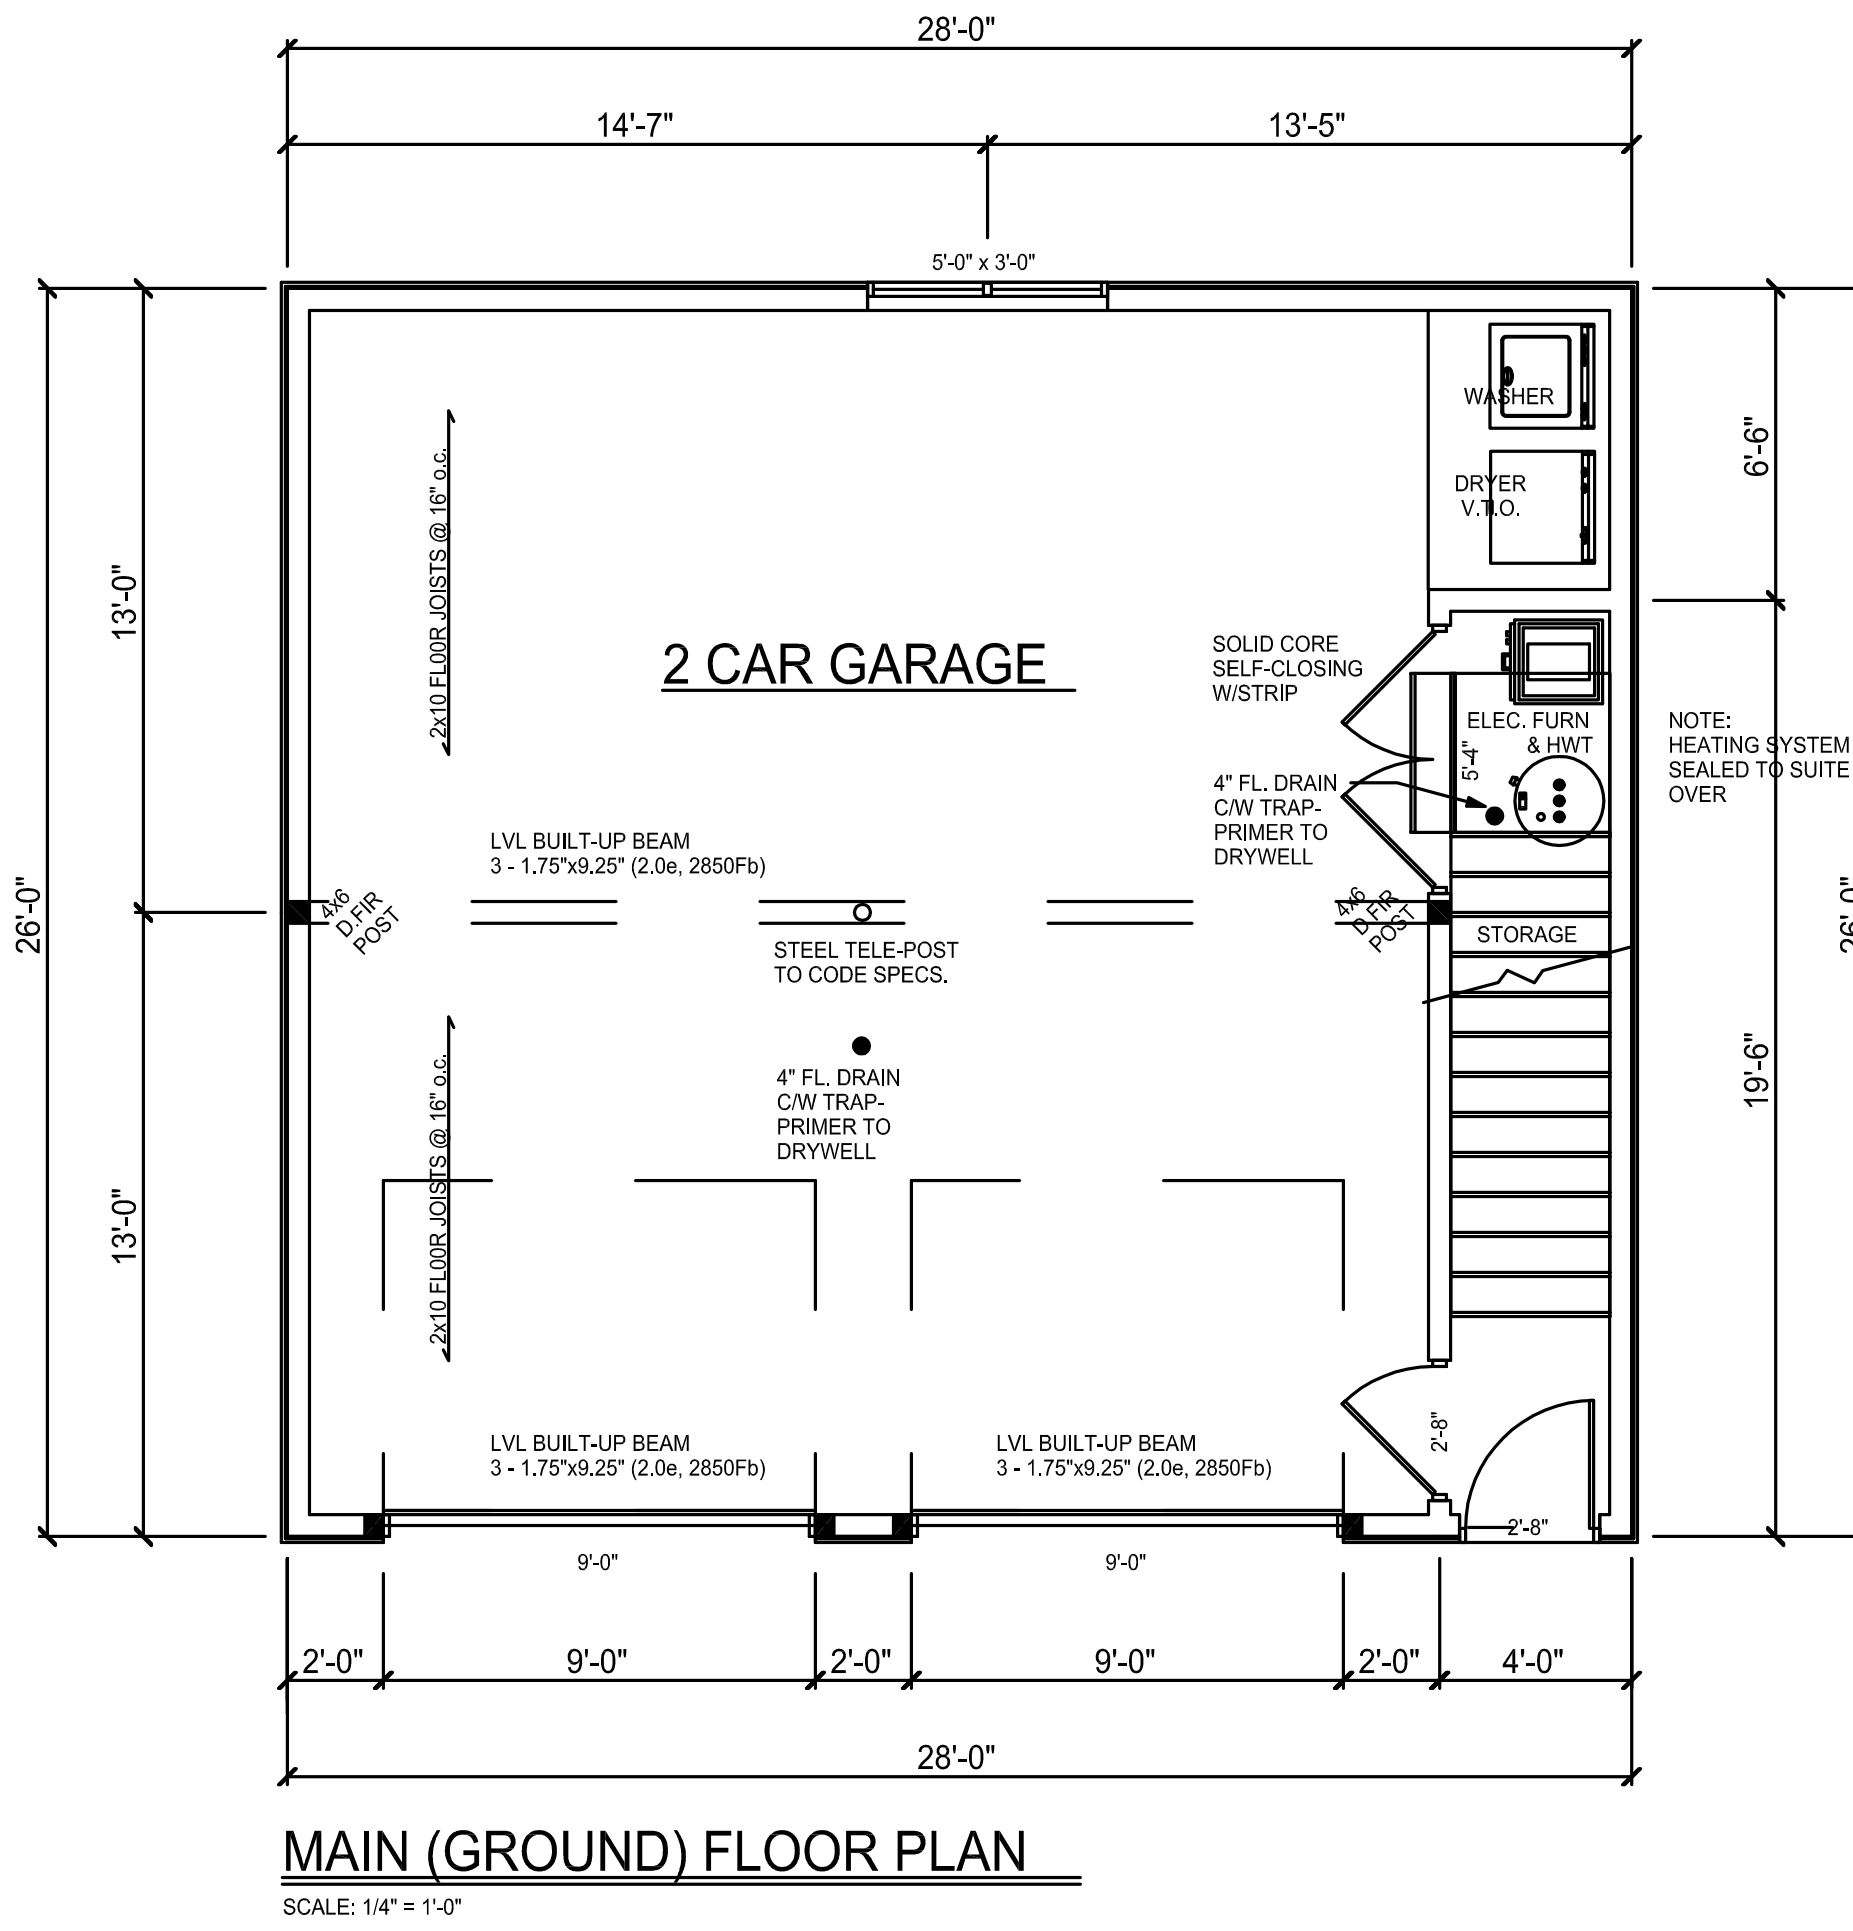 28'-0"
14'-7"
13'-5"
5'-0" x 3'-0"
WASHER
DRYER
V.T.O.
6'-6"
13'-0"
2x10 FL00R JOISTS @ 16" o.c.
2 CAR GARAGE
SOLID CORE
SELF-CLOSING
W/STRIP
ELEC. FURN
& HWT
5'-4"
NOTE:
HEATING SYSTEM
SEALED TO SUITE
OVER
4" FL. DRAIN
C/W TRAP-
PRIMER TO
DRYWELL
LVL BUILT-UP BEAM
3 - 1.75"x9.25" (2.0e, 2850Fb)
26'-0"
4x6
D.FIR
POST
4x6
D.FIR
POST
STORAGE
26'-0"
STEEL TELE-POST
TO CODE SPECS.
4" FL. DRAIN
C/W TRAP-
PRIMER TO
DRYWELL
19'-6"
13'-0"
2x10 FL00R JOISTS @ 16" o.c.
LVL BUILT-UP BEAM
3 - 1.75"x9.25" (2.0e, 2850Fb)
LVL BUILT-UP BEAM
3 - 1.75"x9.25" (2.0e, 2850Fb)
2'-8"
2'-8"
9'-0"
9'-0"
2'-0"
9'-0"
2'-0"
9'-0"
2'-0"
4'-0"
28'-0"
MAIN (GROUND) FLOOR PLAN
SCALE: 1/4" = 1'-0"